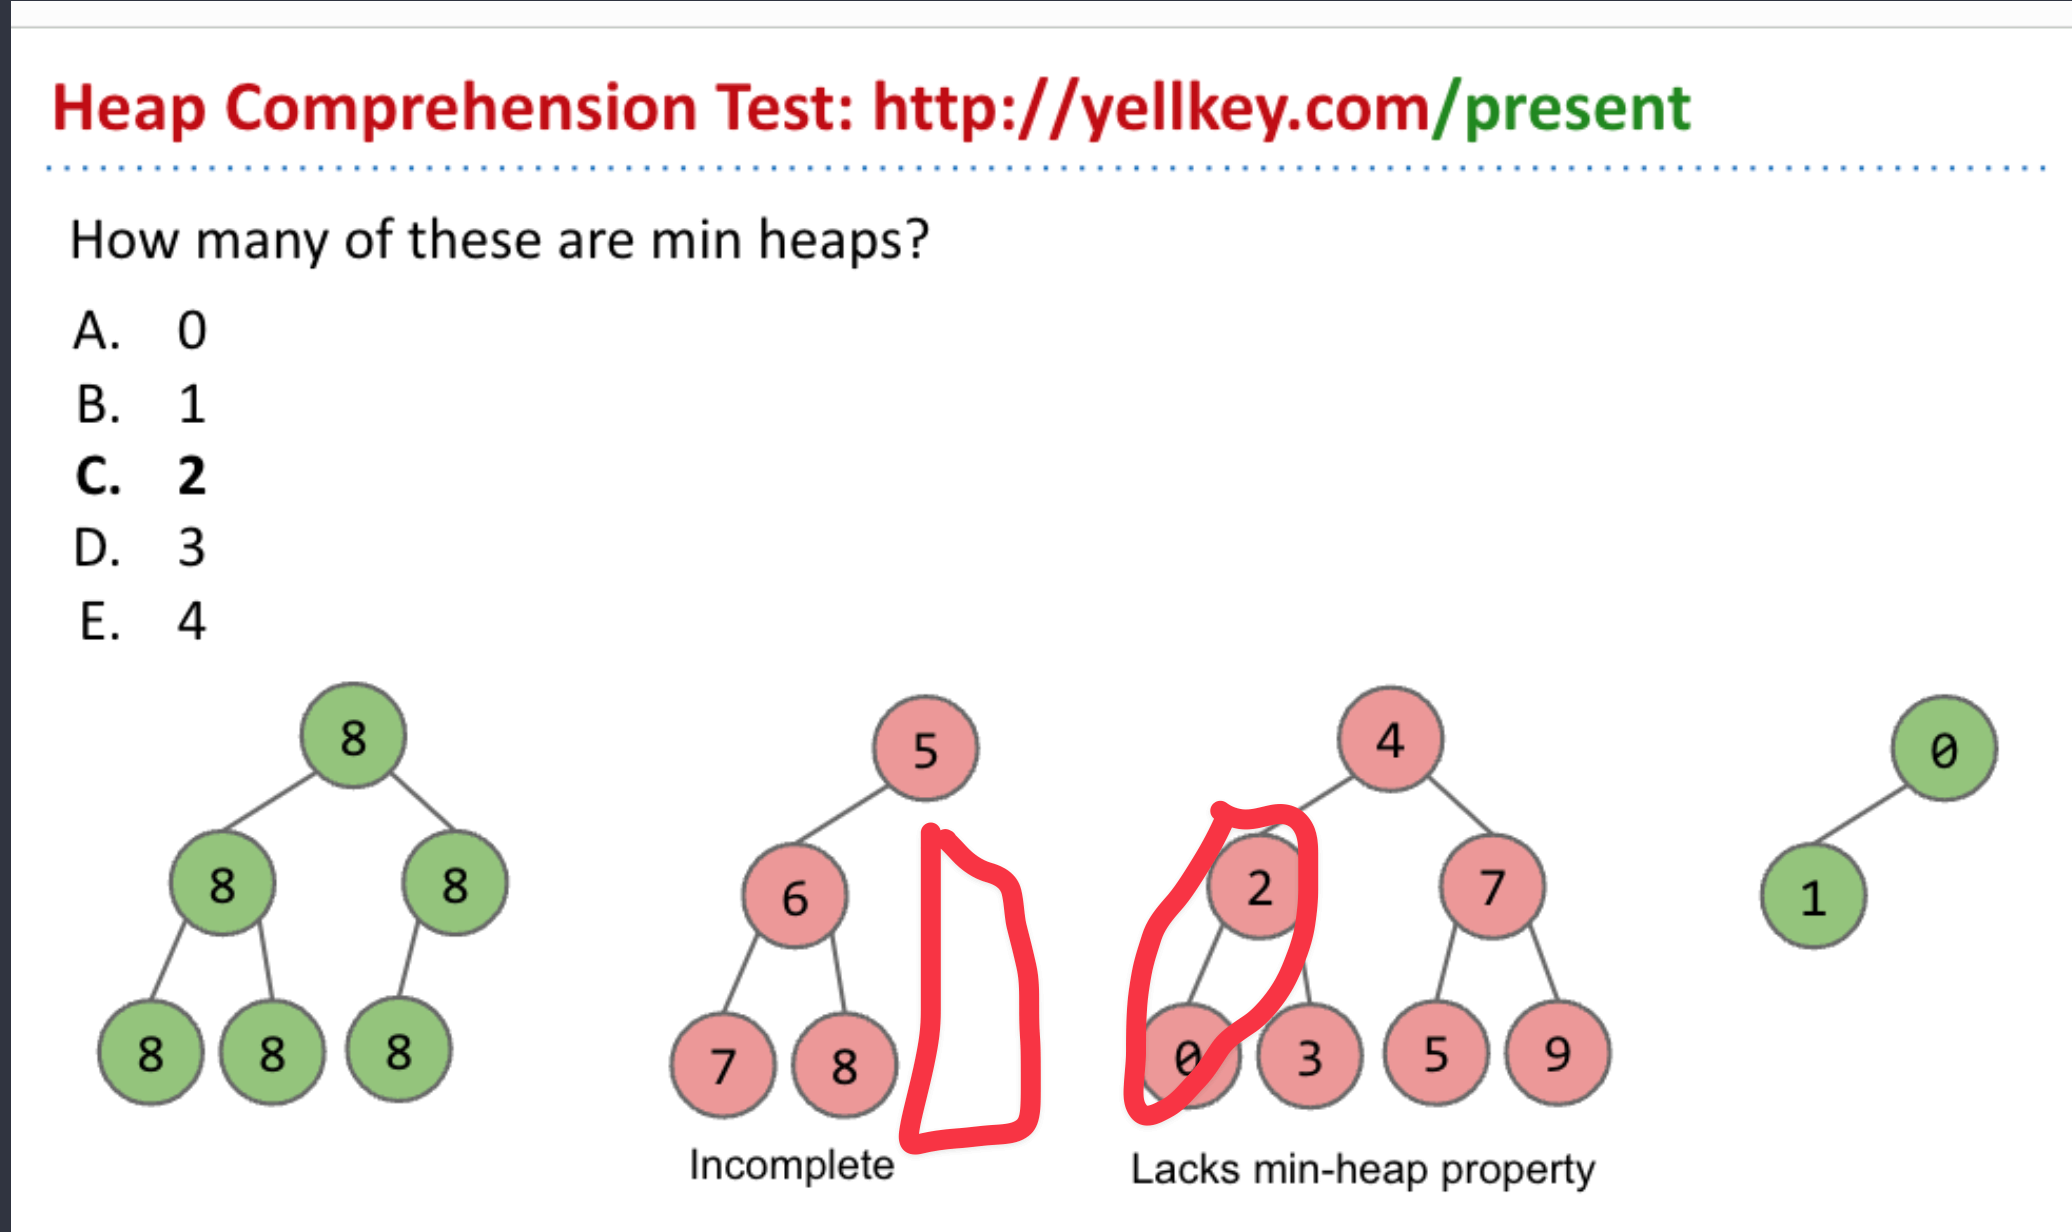 Heap Comprehension Test: http://yellkey.com/present
How many of these are min heaps?
A. 0
B. 1
C. 2
D. 3
E. 4
8
5
4
0
8
8
6
2
7
1
8
8
8
7
8
0
3
5
9
Incomplete
Lacks min-heap property